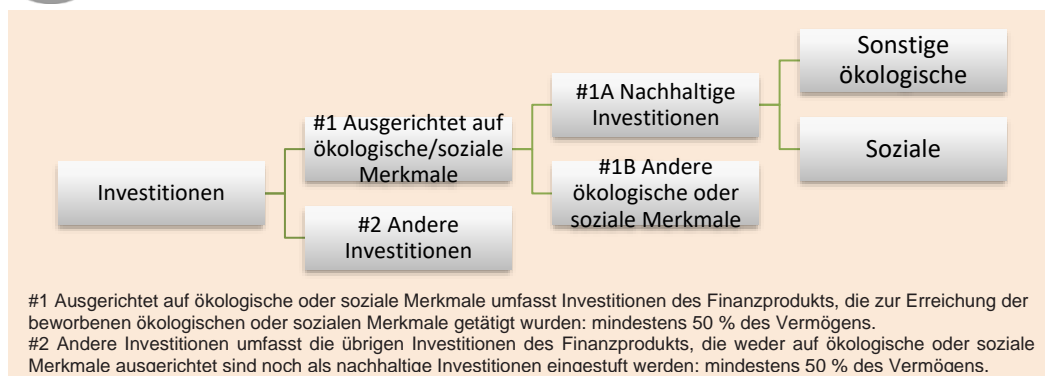 Investitionen
#1 Ausgerichtet auf
ökologische/soziale
Merkmale
#2 Andere
Investitionen
#1A Nachhaltige
Investitionen
#1B Andere
ökologische oder
soziale Merkmale
Sonstige
ökologische
Soziale
#1 Ausgerichtet auf ökologische oder soziale Merkmale umfasst Investitionen des Finanzprodukts, die zur Erreichung der
beworbenen ökologischen oder sozialen Merkmale getätigt wurden: mindestens 50 % des Vermögens.
#2 Andere Investitionen umfasst die übrigen Investitionen des Finanzprodukts, die weder auf ökologische oder soziale
Merkmale ausgerichtet sind noch als nachhaltige Investitionen eingestuft werden: mindestens 50 % des Vermögens.